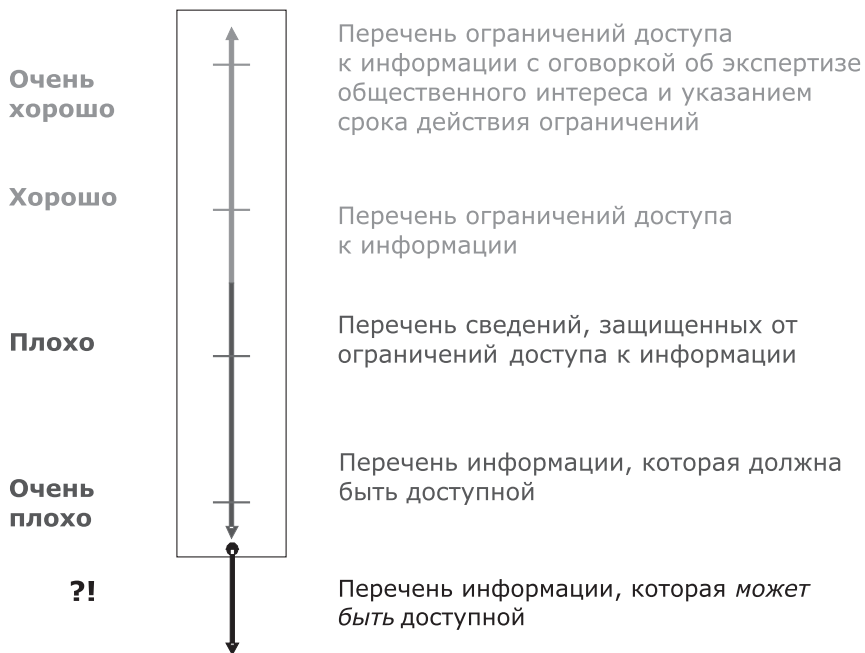 Очень
хорошо
Перечень ограничений доступа
к информации с оговоркой об экспертизе
общественного интереса и указанием
срока действия ограничений
Хорошо
Перечень ограничений доступа
к информации
Плохо
Перечень сведений, защищенных от
ограничений доступа к информации
Очень
плохо
Перечень информации, которая должна
быть доступной
?!
Перечень информации, которая может
быть доступной